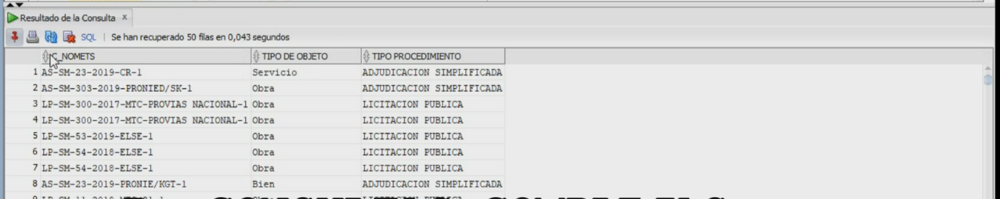 Resultado de la Consulta x
SQL | Se han recuperado 50 filas en 0,043 segundos
C_NOMETS TIPO DE OBJETO TIPO PROCEDIMIENTO
1 AS-SM-23-2019-CR-1 Servicio ADJUDICACION SIMPLIFICADA
2 AS-SM-303-2019-PRONIED/SK-1 Obra ADJUDICACION SIMPLIFICADA
3 LP-SM-300-2017-MTC-PROVIAS NACIONAL-1 Obra LICITACION PUBLICA
4 LP-SM-300-2017-MTC-PROVIAS NACIONAL-1 Obra LICITACION PUBLICA
5 LP-SM-53-2019-ELSE-1 Obra LICITACION PUBLICA
6 LP-SM-54-2018-ELSE-1 Obra LICITACION PUBLICA
7 LP-SM-54-2018-ELSE-1 Obra LICITACION PUBLICA
8 AS-SM-23-2019-PRONIE/KGT-1 Bien ADJUDICACION SIMPLIFICADA